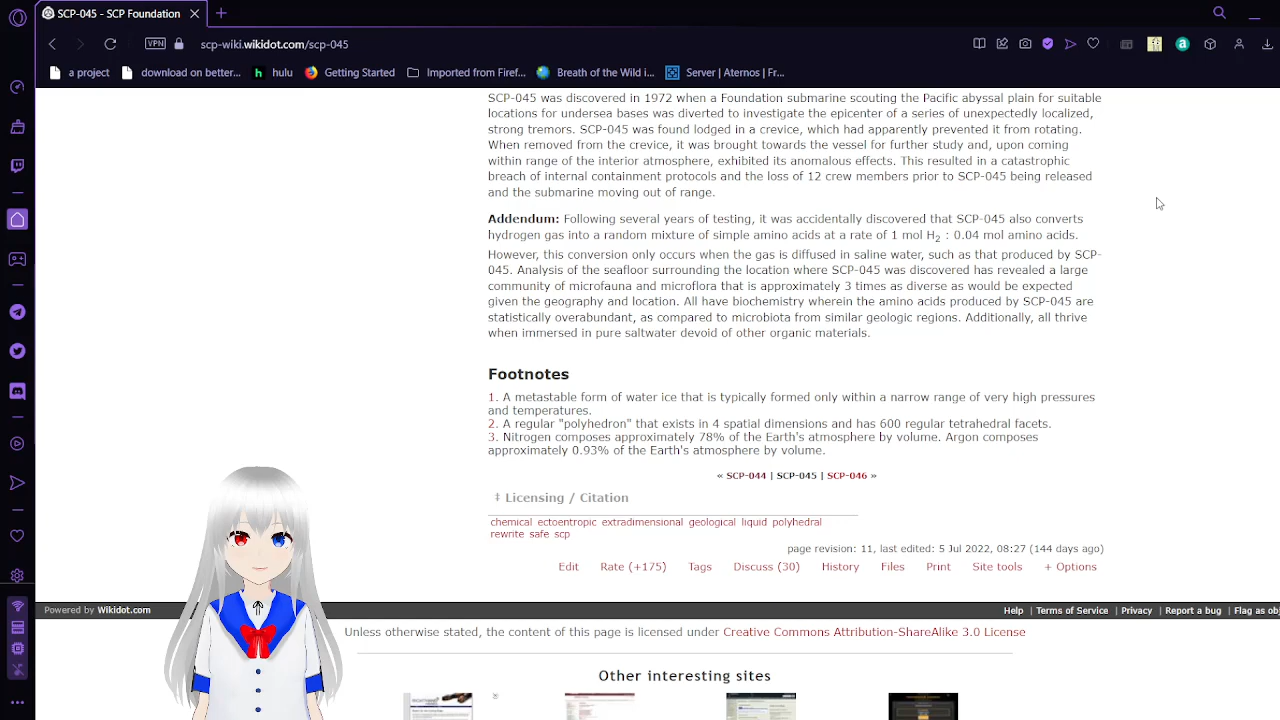 SCP-045 - SCP Foundation
VPN
scp-wiki.wikidot.com/scp-045
a project
download on better...
hulu
Getting Started
Imported from Firef...
Breath of the Wild i...
Server | Aternos | Fr...
SCP-045 was discovered in 1972 when a Foundation submarine scouting the Pacific abyssal plain for suitable
locations for undersea bases was diverted to investigate the epicenter of a series of unexpectedly localized,
strong tremors. SCP-045 was found lodged in a crevice, which had apparently prevented it from rotating.
When removed from the crevice, it was brought towards the vessel for further study and, upon coming
within range of the interior atmosphere, exhibited its anomalous effects. This resulted in a catastrophic
breach of internal containment protocols and the loss of 12 crew members prior to SCP-045 being released
and the submarine moving out of range.
Addendum: Following several years of testing, it was accidentally discovered that SCP-045 also converts
hydrogen gas into a random mixture of simple amino acids at a rate of 1 mol H2 : 0.04 mol amino acids.
However, this conversion only occurs when the gas is diffused in saline water, such as that produced by SCP-
045. Analysis of the seafloor surrounding the location where SCP-045 was discovered has revealed a large
community of microfauna and microflora that is approximately 3 times as diverse as would be expected
given the geography and location. All have biochemistry wherein the amino acids produced by SCP-045 are
statistically overabundant, as compared to microbiota from similar geologic regions. Additionally, all thrive
when immersed in pure saltwater devoid of other organic materials.
Footnotes
1. A metastable form of water ice that is typically formed only within a narrow range of very high pressures
and temperatures.
2. A regular "polyhedron" that exists in 4 spatial dimensions and has 600 regular tetrahedral facets.
3. Nitrogen composes approximately 78% of the Earth's atmosphere by volume. Argon composes
approximately 0.93% of the Earth's atmosphere by volume.
« SCP-044 | SCP-045 | SCP-046 »
‡ Licensing / Citation
chemical ectoentropic extradimensional geological liquid polyhedral
rewrite safe scp
page revision: 11, last edited: 5 Jul 2022, 08:27 (144 days ago)
Edit Rate (+175) Tags Discuss (30) History Files Print Site tools + Options
Powered by Wikidot.com
Help | Terms of Service | Privacy | Report a bug | Flag as obj
Unless otherwise stated, the content of this page is licensed under Creative Commons Attribution-ShareAlike 3.0 License
Other interesting sites